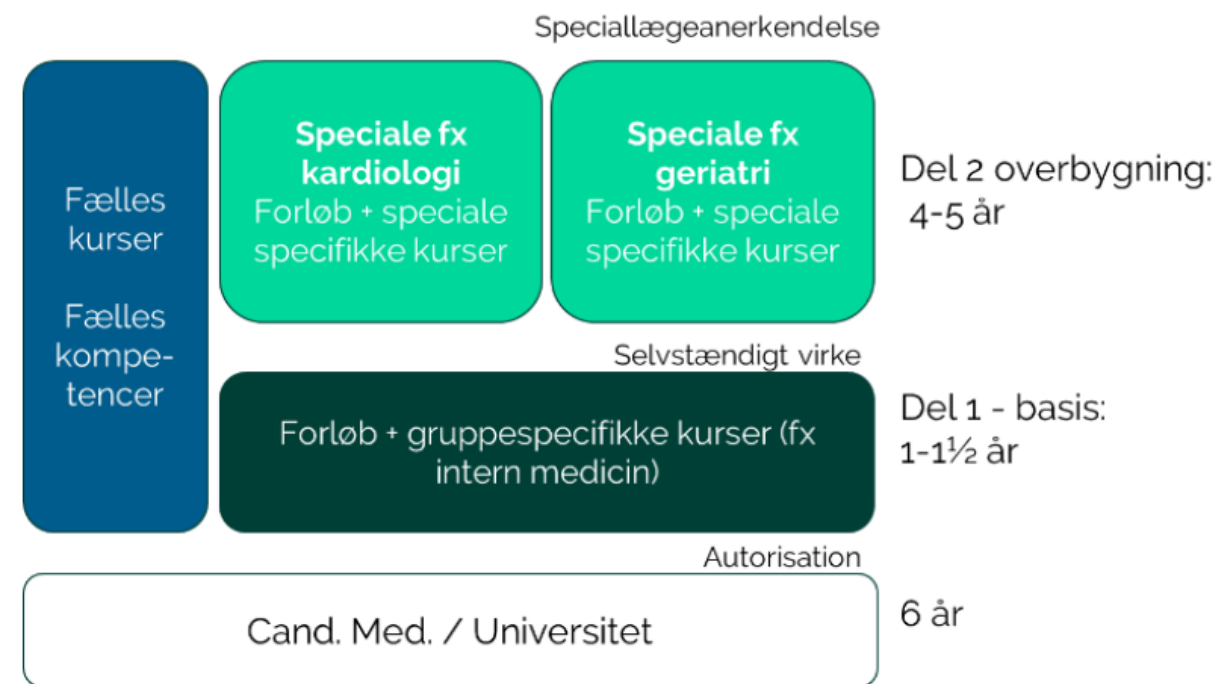 Speciallægeanerkendelse
Fælles
kurser
Fælles
kompe-
tencer
Speciale fx
kardiologi
Forløb + speciale
specifikke kurser
Speciale fx
geriatri
Forløb + speciale
specifikke kurser
Del 2 overbygning:
4-5 år
Selvstændigt virke
Forløb + gruppespecifikke kurser (fx
intern medicin)
Del 1 - basis:
1-1½ år
Autorisation
Cand. Med. / Universitet
6 år